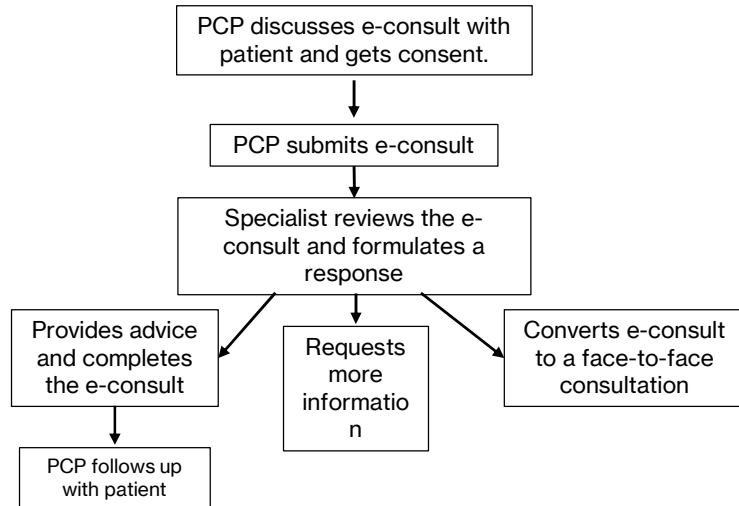 PCP discusses e-consult with
patient and gets consent.
PCP submits e-consult
Specialist reviews the e-
consult and formulates a
response
Provides advice
and completes
the e-consult
Requests
more
informatio
n
Converts e-consult
to a face-to-face
consultation
PCP follows up
with patient